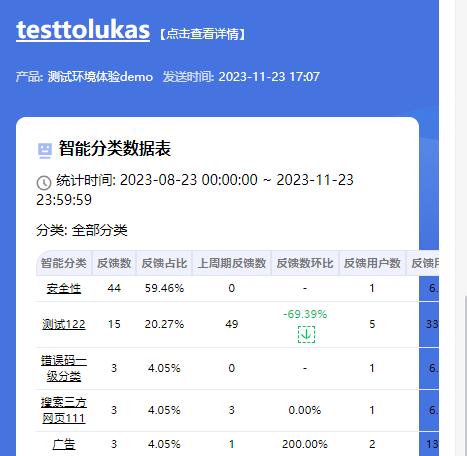 testtolukas 【点击查看详情】
产品: 测试环境体验demo 发送时间: 2023-11-23 17:07
智能分类数据表
统计时间: 2023-08-23 00:00:00 ~ 2023-11-23
23:59:59
分类: 全部分类
智能分类 反馈数 反馈占比 上周期反馈数 反馈数环比 反馈用户数 反馈用
安全性 44 59.46% 0 - 1 6.
测试122 15 20.27% 49 -69.39% 5 33
错误码一
级分类 3 4.05% 0 - 1 6.
搜索三方
网页111 3 4.05% 3 0.00% 1 6.
广告 3 4.05% 1 200.00% 2 13